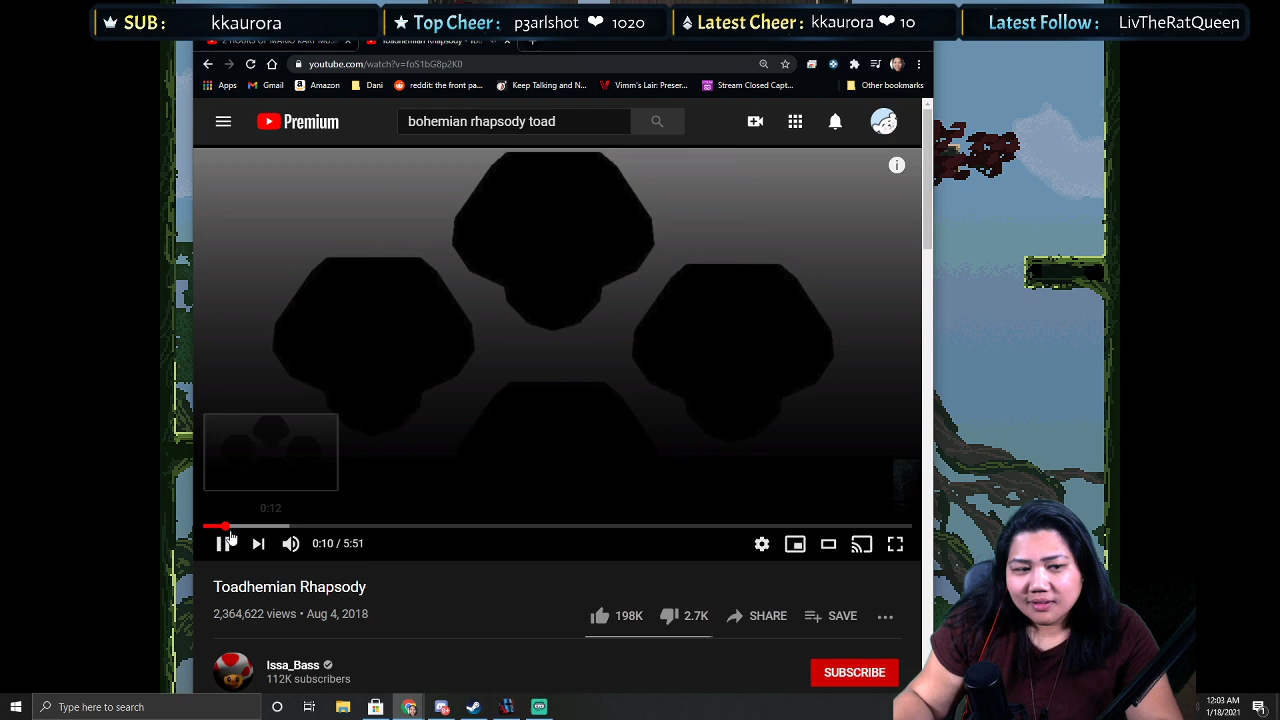 SUB: kkaurora
Top Cheer: p3arlshot ❤ 1020
Latest Cheer: kkaurora ❤ 10
Latest Follow: LivTheRatQueen
Toadhemian Rhapsody
youtube.com/watch?v=foS1bG8p2K0
Apps Gmail Amazon Dani reddit: the front pa... Keep Talking and N... Vimm's Lair: Preser... Stream Closed Capt... Other bookmarks
Premium
bohemian rhapsody toad
0:12
0:10 / 5:51
Toadhemian Rhapsody
2,364,622 views • Aug 4, 2018
198K 2.7K SHARE SAVE
Issa_Bass
112K subscribers
SUBSCRIBE
Type here to search
12:03 AM
1/18/2021
1